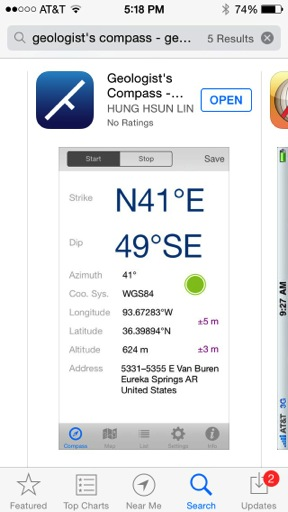 AT&T 5:18 PM 74%
geologist's compass - ge... 5 Results
Geologist's
Compass -...
HUNG HSUN LIN
No Ratings
OPEN
Start Stop Save
Strike N41°E
Dip 49°SE
Azimuth 41°
Coo. Sys. WGS84
Longitude 93.67283°W
±5 m
Latitude 36.39894°N
Altitude 624 m ±3 m
Address 5331–5355 E Van Buren
Eureka Springs AR
United States
Compass Map List Settings Info
9:27 AM
AT&T 3G
2
Featured Top Charts Near Me Search Updates